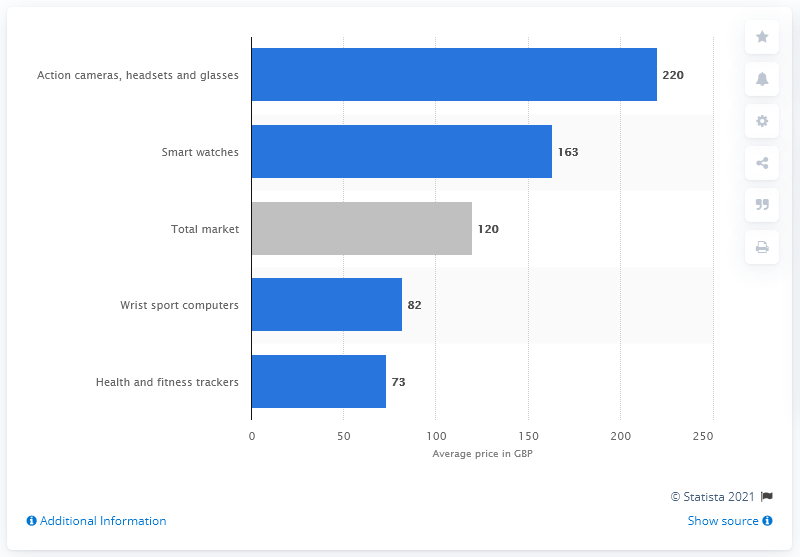 Action cameras, headsets and glasses 220
Smart watches 163
Total market 120
Wrist sport computers 82
Health and fitness trackers 73
0 50 100 150 200 250
Average price in GBP
© Statista 2021
Additional Information
Show source